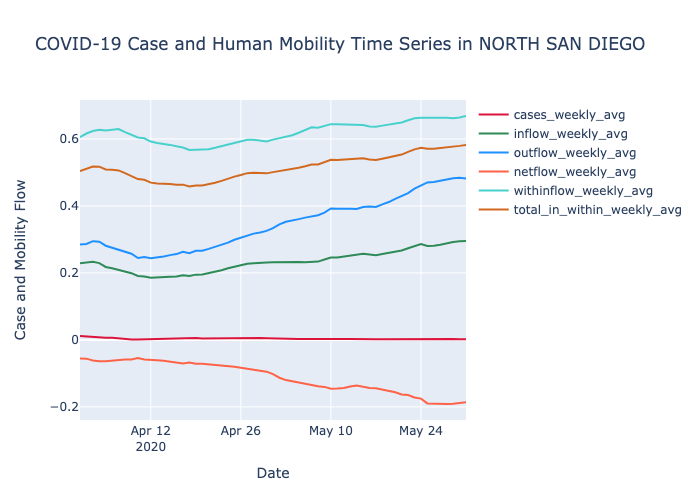 COVID-19 Case and Human Mobility Time Series in NORTH SAN DIEGO
cases_weekly_avg
inflow_weekly_avg
outflow_weekly_avg
netflow_weekly_avg
withinflow_weekly_avg
total_in_within_weekly_avg
Case and Mobility Flow
0.6
0.4
0.2
0
−0.2
Apr 12
2020
Apr 26
May 10
May 24
Date